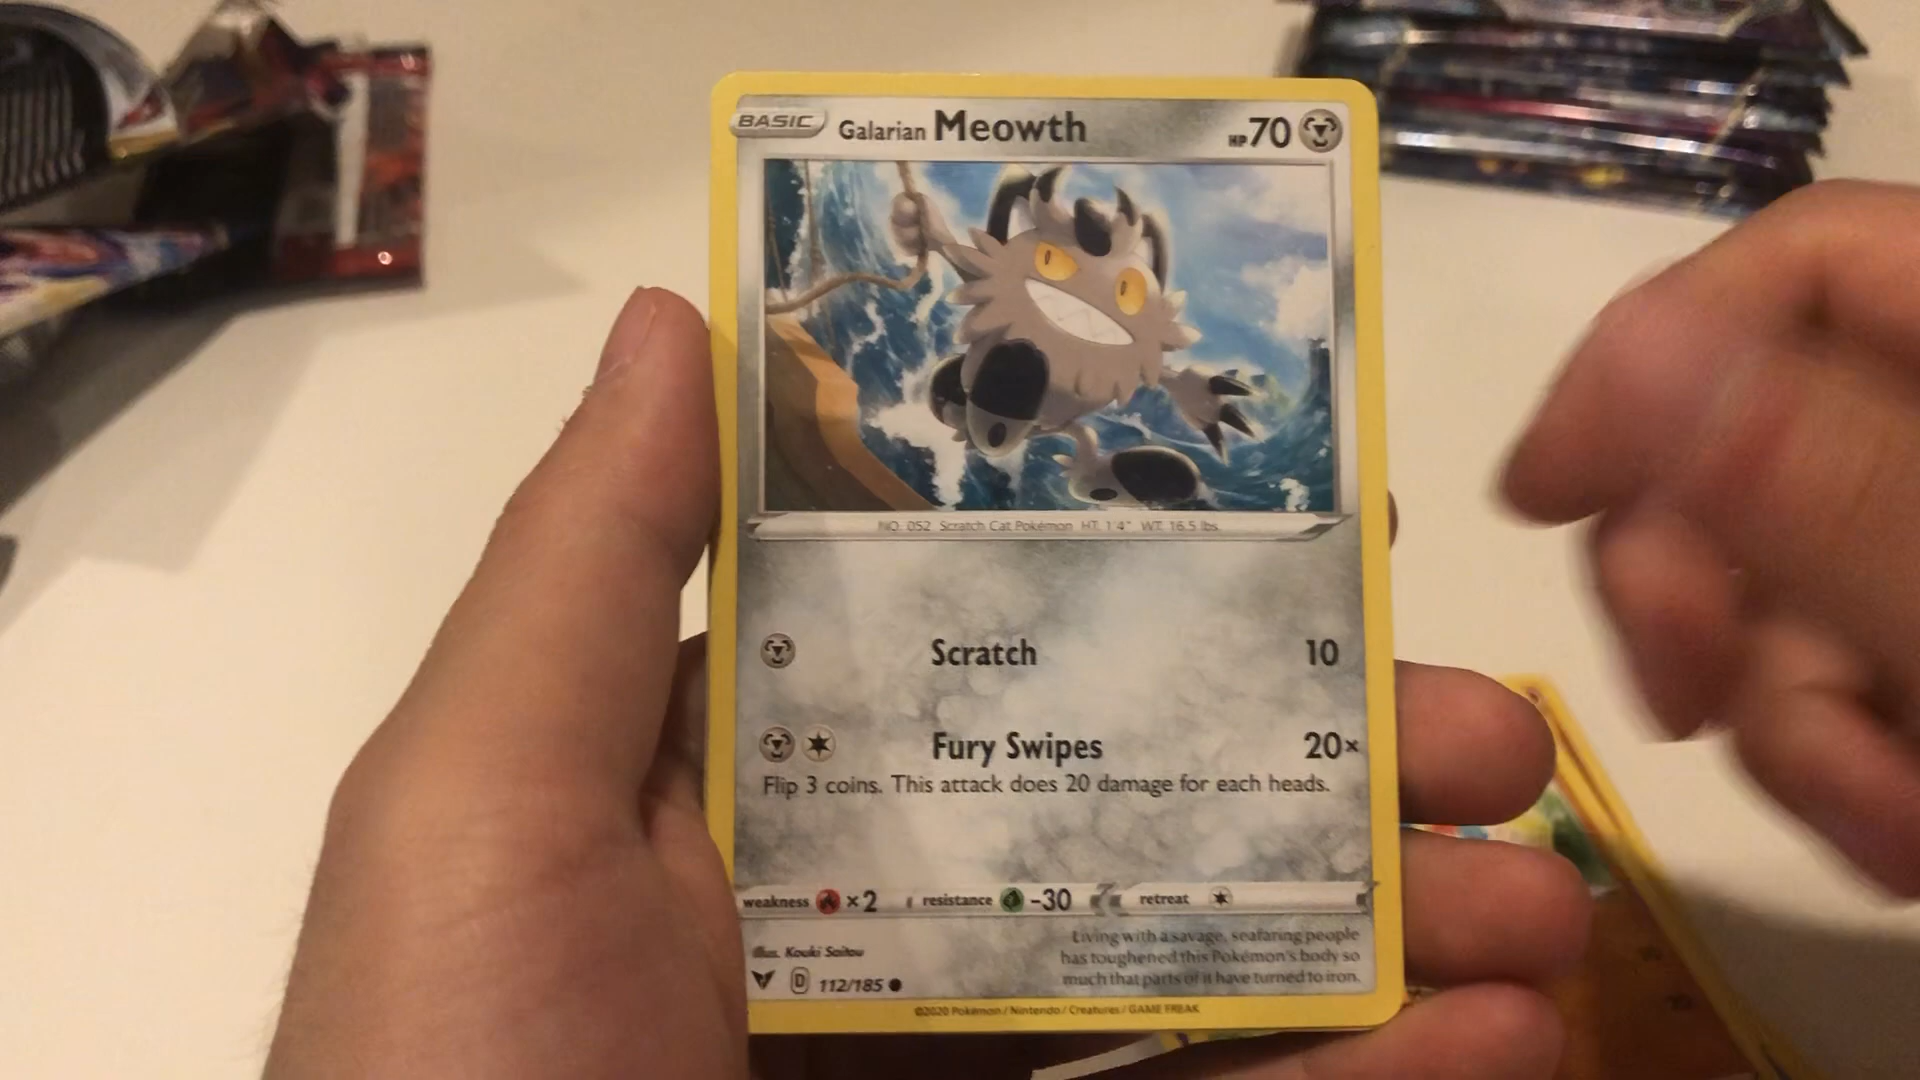 BASIC Galarian Meowth HP 70
NO. 052 Scratch Cat Pokémon HT. 1'4" WT. 16.5 lbs.
Scratch 10
Fury Swipes 20×
Flip 3 coins. This attack does 20 damage for each heads.
weakness ×2 resistance -30 retreat
Living with a savage, seafaring people
has toughened this Pokémon's body so
much that parts of it have turned to iron.
Illus. Kouki Saitou
D 112/185
©2020 Pokémon / Nintendo / Creatures / GAME FREAK